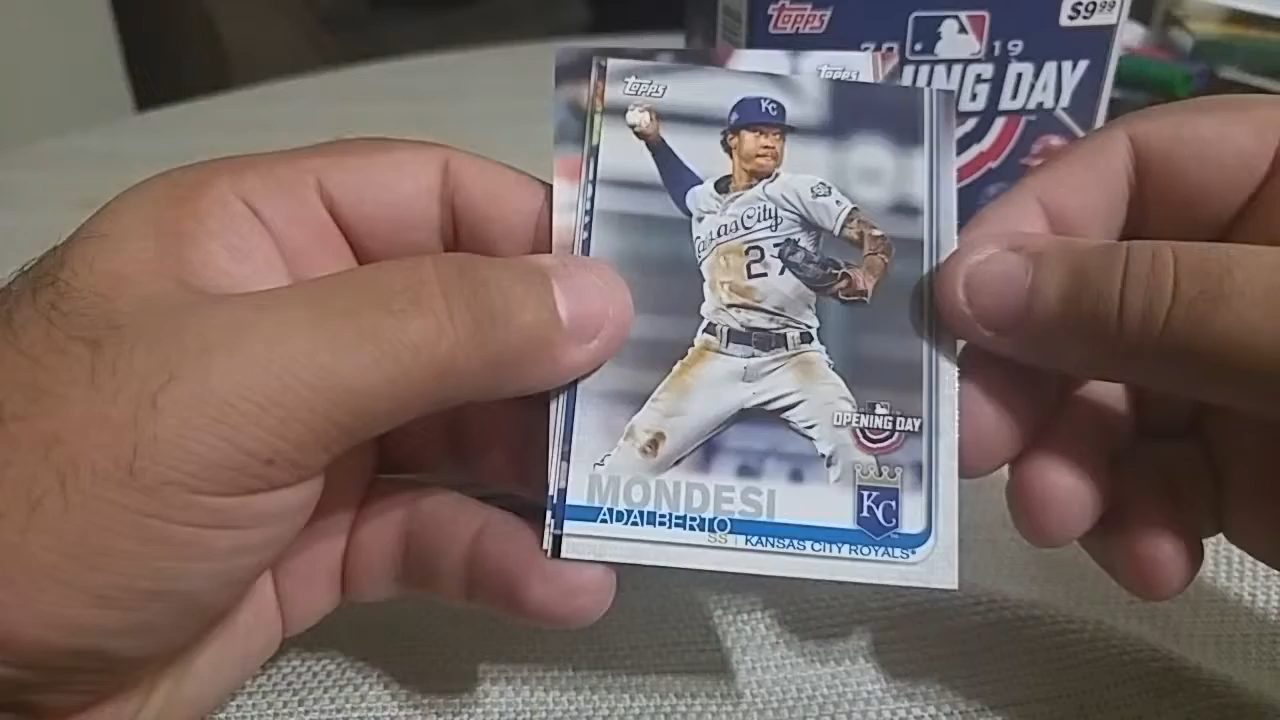 Topps
$9.99
20 19
ING DAY
Topps
Topps
KC
Kansas City
27
OPENING DAY
MONDESI
ADALBERTO
KC
SS | KANSAS CITY ROYALS®